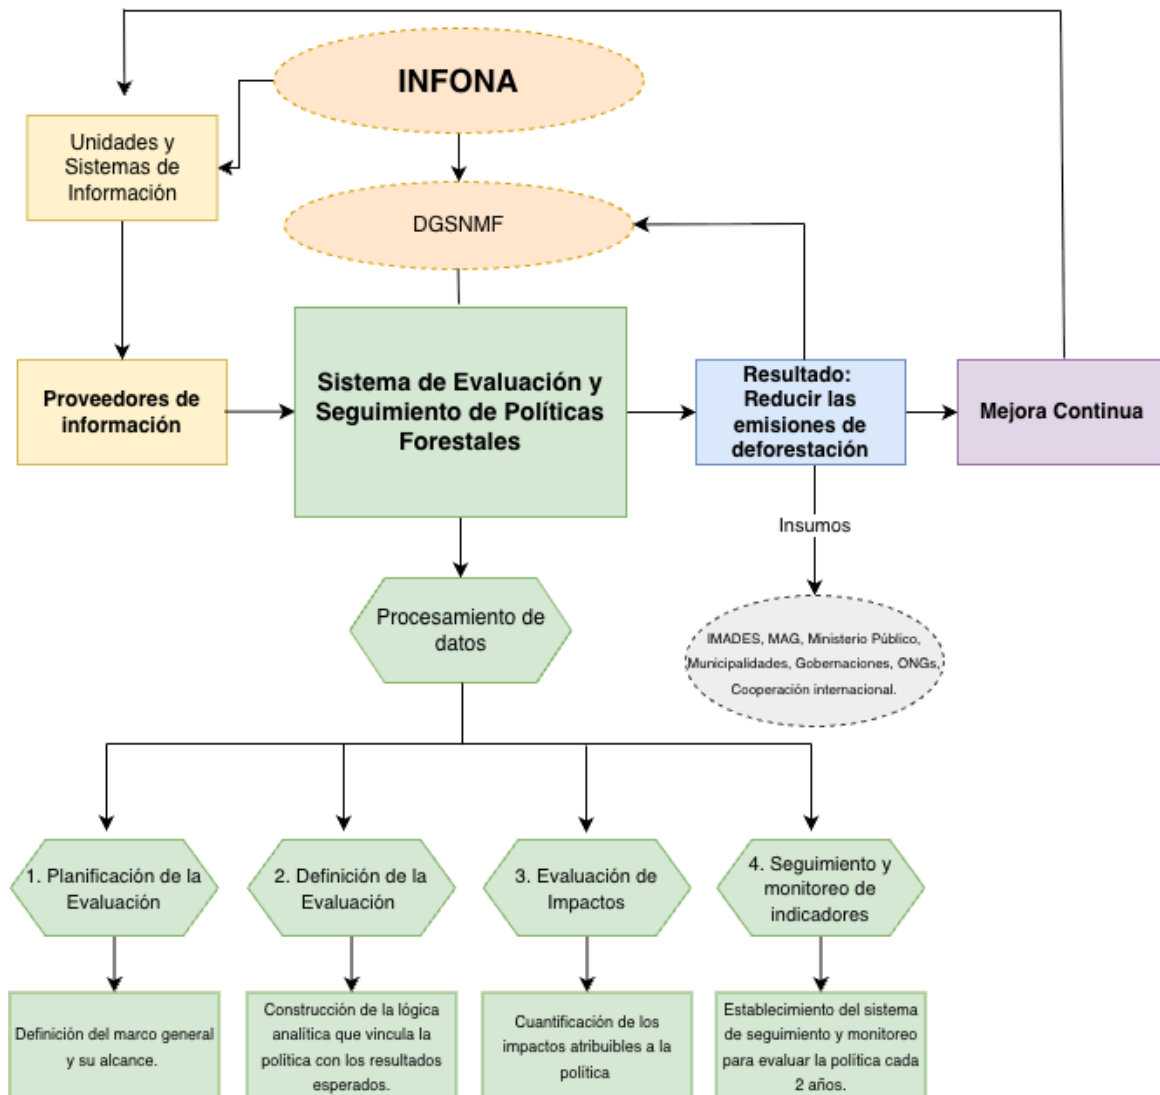 INFONA
Unidades y
Sistemas de
Información
DGSNMF
Proveedores de
información
Sistema de Evaluación y
Seguimiento de Políticas
Forestales
Resultado:
Reducir las
emisiones de
deforestación
Mejora Continua
Insumos
Procesamiento de
datos
IMADES, MAG, Ministerio Público,
Municipalidades, Gobernaciones, ONGs,
Cooperación internacional.
1. Planificación de la
Evaluación
2. Definición de la
Evaluación
3. Evaluación de
Impactos
4. Seguimiento y
monitoreo de
indicadores
Definición del marco general
y su alcance.
Construcción de la lógica
analítica que vincula la
política con los resultados
esperados.
Cuantificación de los
impactos atribuibles a la
política
Establecimiento del sistema
de seguimiento y monitoreo
para evaluar la política cada
2 años.